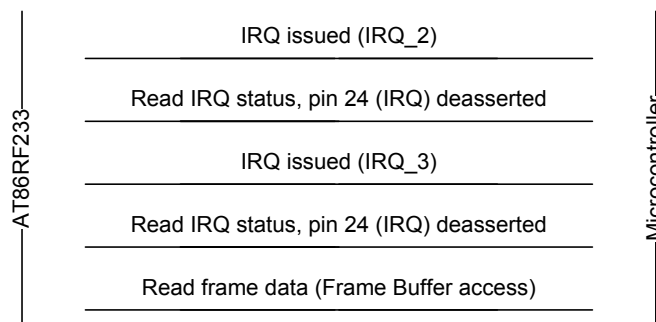 IRQ issued (IRQ_2)
Read IRQ status, pin 24 (IRQ) deasserted
AT86RF233
IRQ issued (IRQ_3)
Microcontroller
Read IRQ status, pin 24 (IRQ) deasserted
Read frame data (Frame Buffer access)